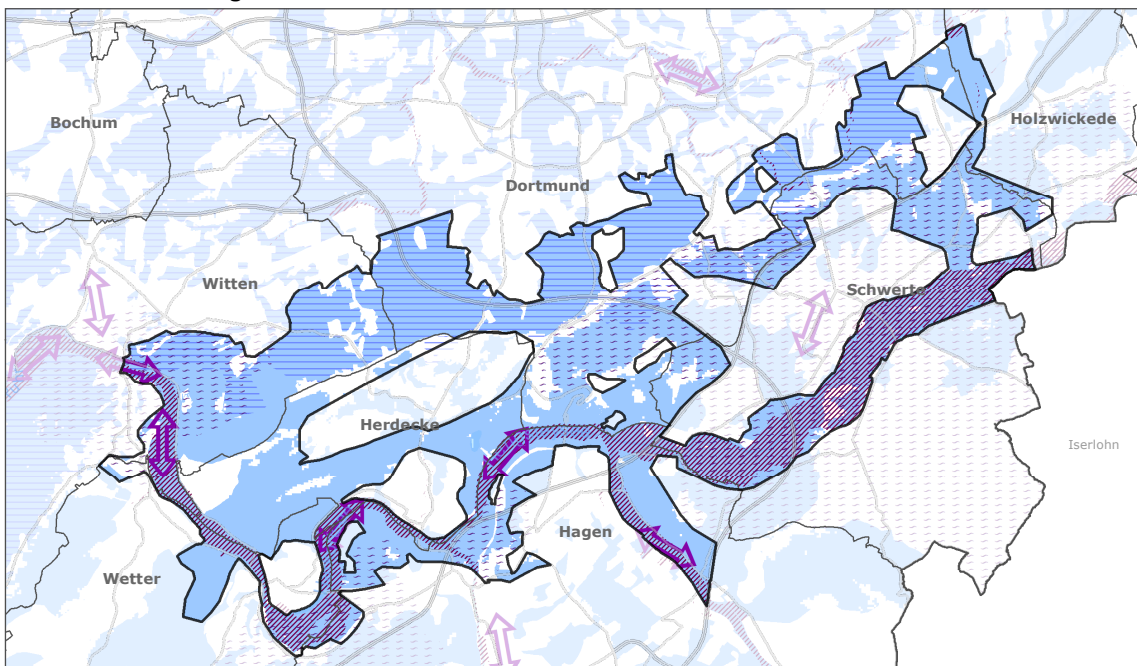 Bochum
Holzwickede
Dortmund
Witten
Schwerte
Herdecke
Iserlohn
Hagen
Wetter